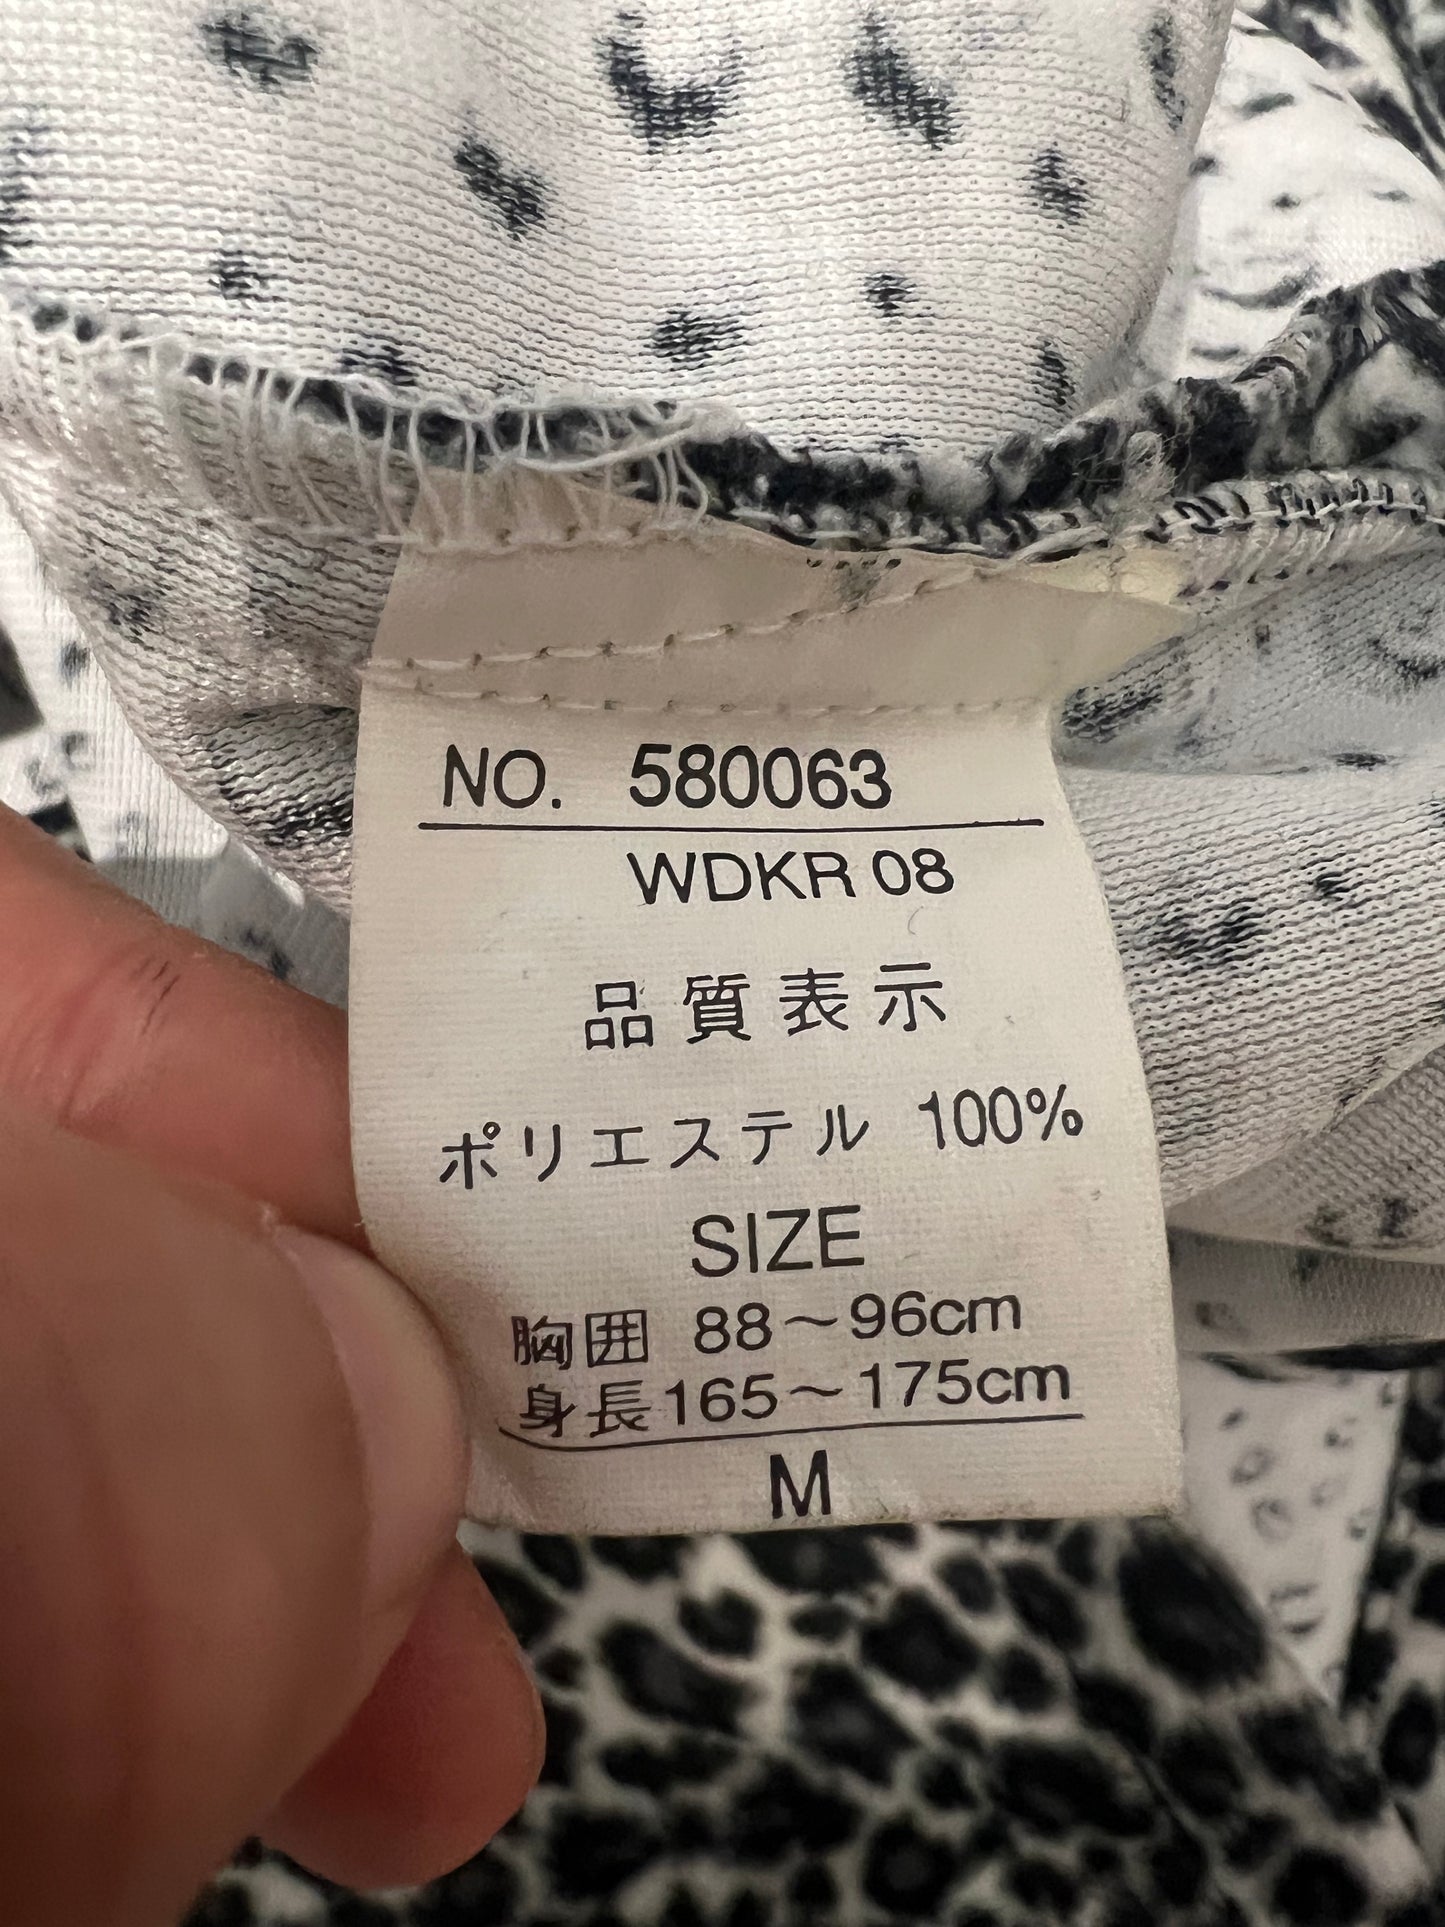 NO. 580063
WDKR 08
品質表示
ポリエステル 100%
SIZE
胸囲 88〜96cm
身長165〜175cm
M